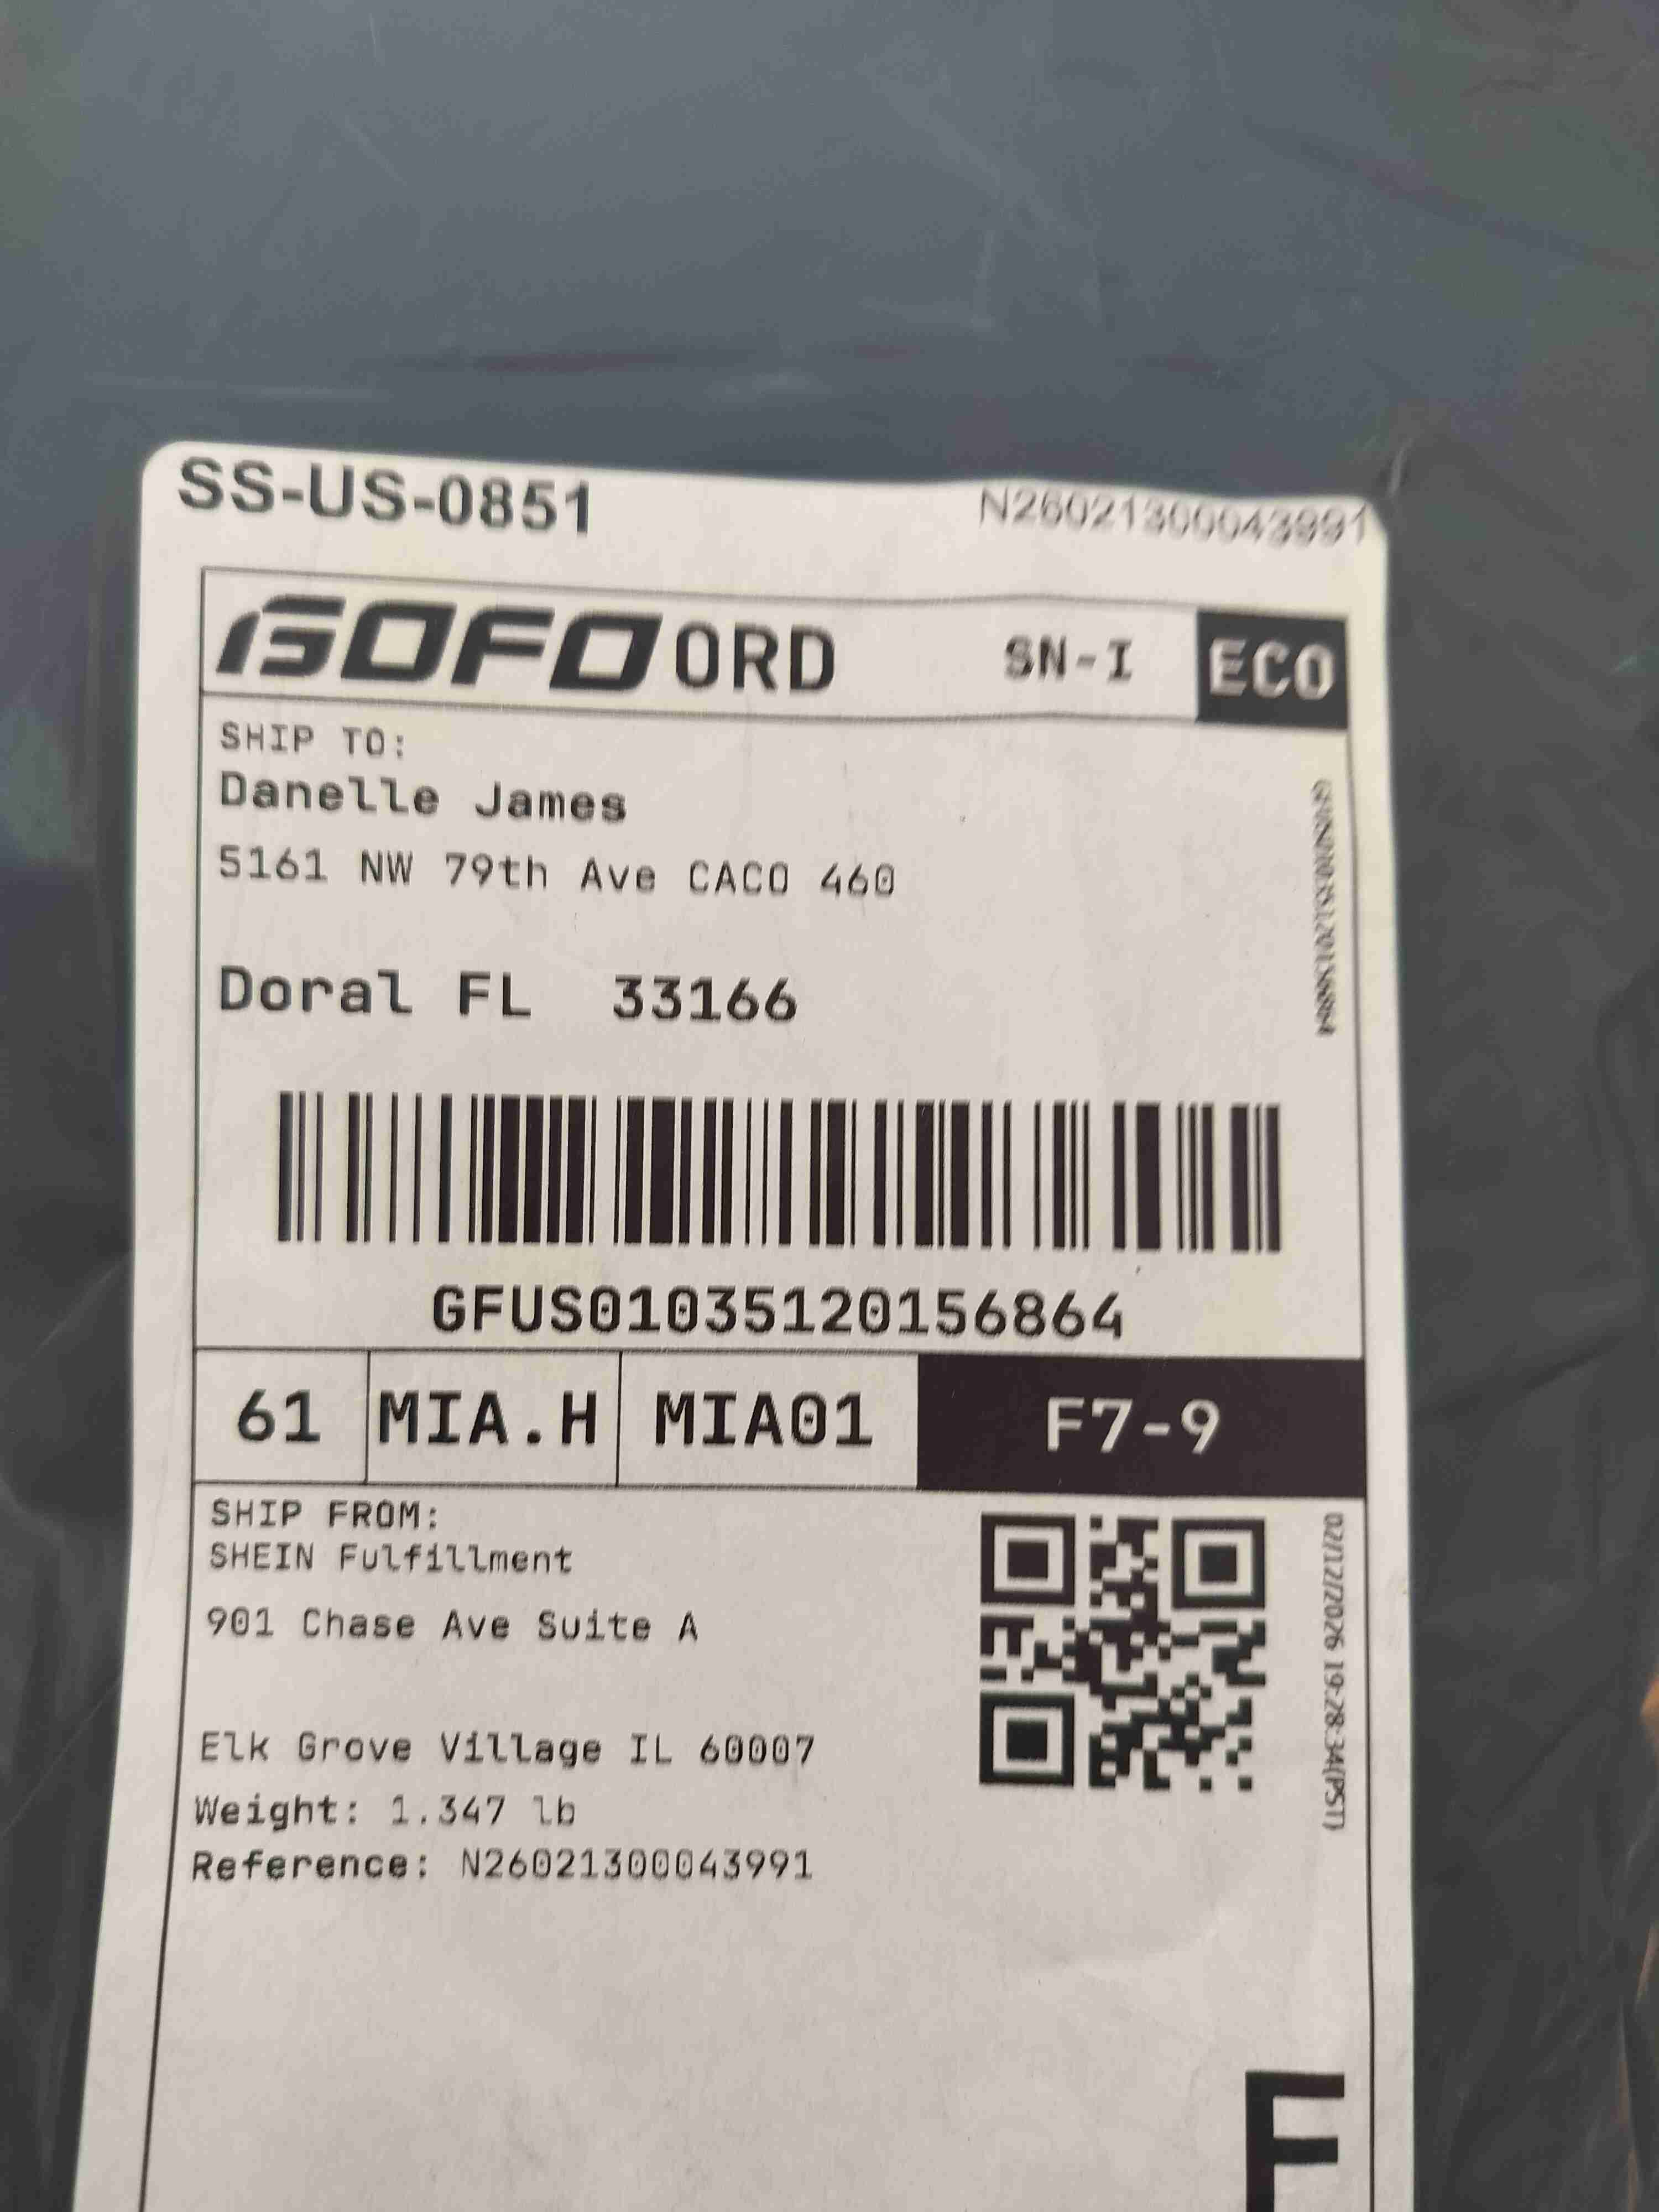 SS-US-0851 N26021300043991
GOFO ORD SN-I ECO
SHIP TO:
Danelle James
5161 NW 79th Ave CACO 460
Doral FL 33166
GFUS01035120156864
GFUS01035120156864
61 MIA.H MIA01 F7-9
SHIP FROM:
SHEIN Fulfillment
901 Chase Ave Suite A
Elk Grove Village IL 60007
Weight: 1.347 lb
Reference: N26021300043991
02/12/2026 19:28:34(PST)
F